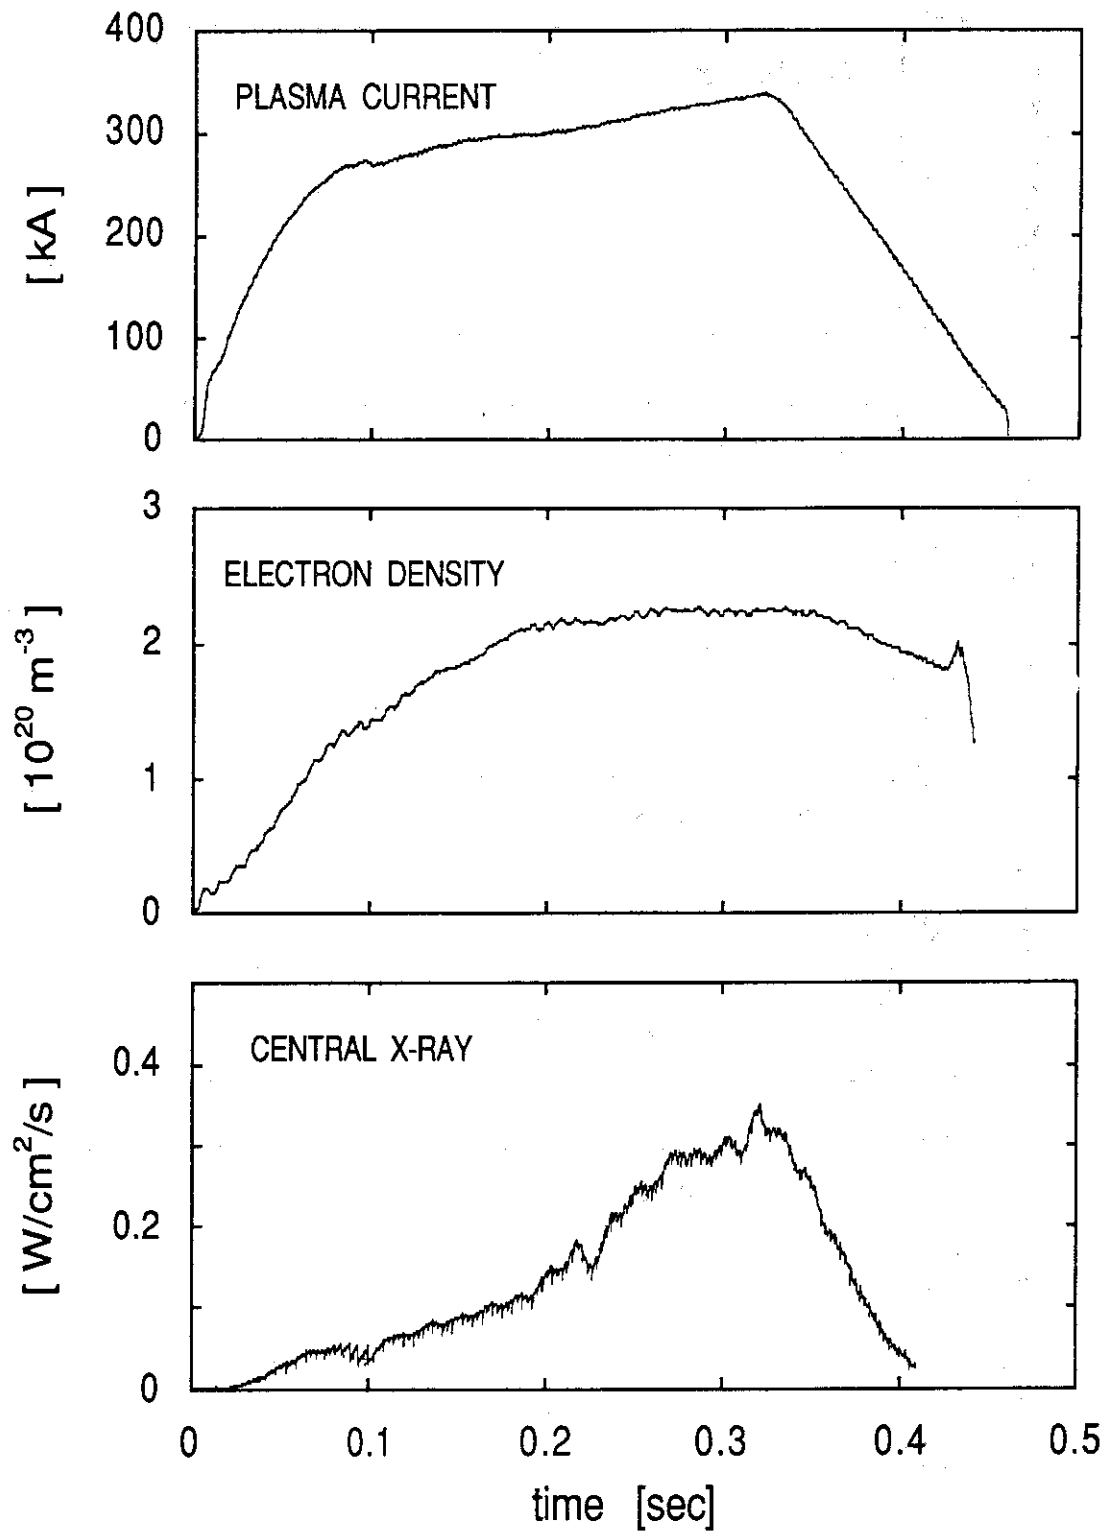 400
PLASMA CURRENT
300
[ kA ]
200
100
0
3
ELECTRON DENSITY
2
[ 10²⁰ m⁻³ ]
1
0
CENTRAL X-RAY
0.4
[ W/cm²/s ]
0.2
0
0 0.1 0.2 0.3 0.4 0.5
time [sec]